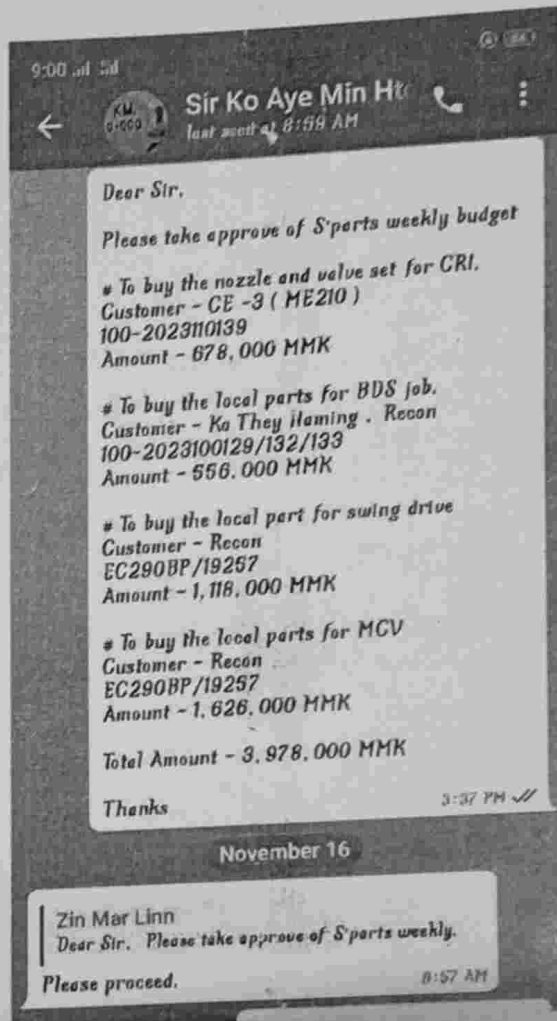 9:00
Sir Ko Aye Min Ht
last seen at 8:59 AM
Dear Sir.
Please take approve of S'parts weekly budget
# To buy the nozzle and valve set for CRI.
Customer - CE -3 ( ME210 )
100-2023110139
Amount - 678,000 MMK
# To buy the local parts for BDS job.
Customer - Ko They Haming . Recon
100-2023100129/132/133
Amount - 556.000 MMK
# To buy the local part for swing drive
Customer - Recon
EC290BP/19257
Amount - 1,118,000 MMK
# To buy the local parts for MCV
Customer - Recon
EC290BP/19257
Amount - 1,626,000 MMK
Total Amount - 3,978,000 MMK
Thanks
3:37 PM
November 16
Zin Mar Linn
Dear Sir. Please take approve of S'parts weekly.
Please proceed.
8:57 AM